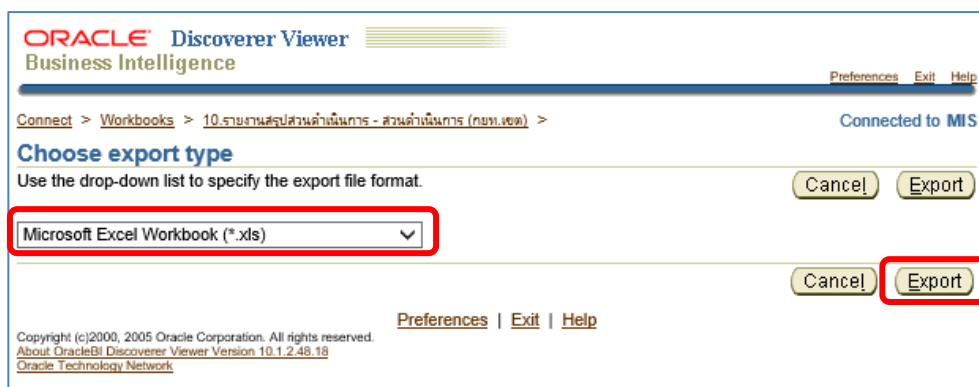 ORACLE Discoverer Viewer
Business Intelligence
Preferences Exit Help
Connect > Workbooks > 10.รายงานสรุปส่วนดำเนินการ - ส่วนดำเนินการ (กยท.เขต) >
Connected to MIS
Choose export type
Use the drop-down list to specify the export file format.
Cancel Export
Microsoft Excel Workbook (*.xls)
Cancel Export
Preferences | Exit | Help
Copyright (c)2000, 2005 Oracle Corporation. All rights reserved.
About OracleBI Discoverer Viewer Version 10.1.2.48.18
Oracle Technology Network